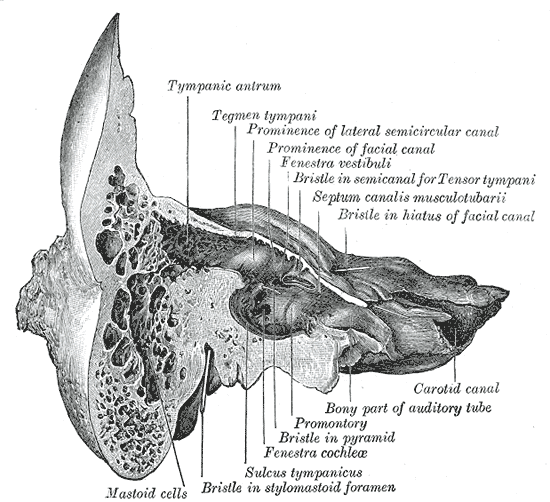 Tympanic antrum
Tegmen tympani
Prominence of lateral semicircular canal
Prominence of facial canal
Fenestra vestibuli
Bristle in semicanal for Tensor tympani
Septum canalis musculotubarii
Bristle in hiatus of facial canal
Carotid canal
Bony part of auditory tube
Promontory
Bristle in pyramid
Fenestra cochleæ
Sulcus tympanicus
Bristle in stylomastoid foramen
Mastoid cells